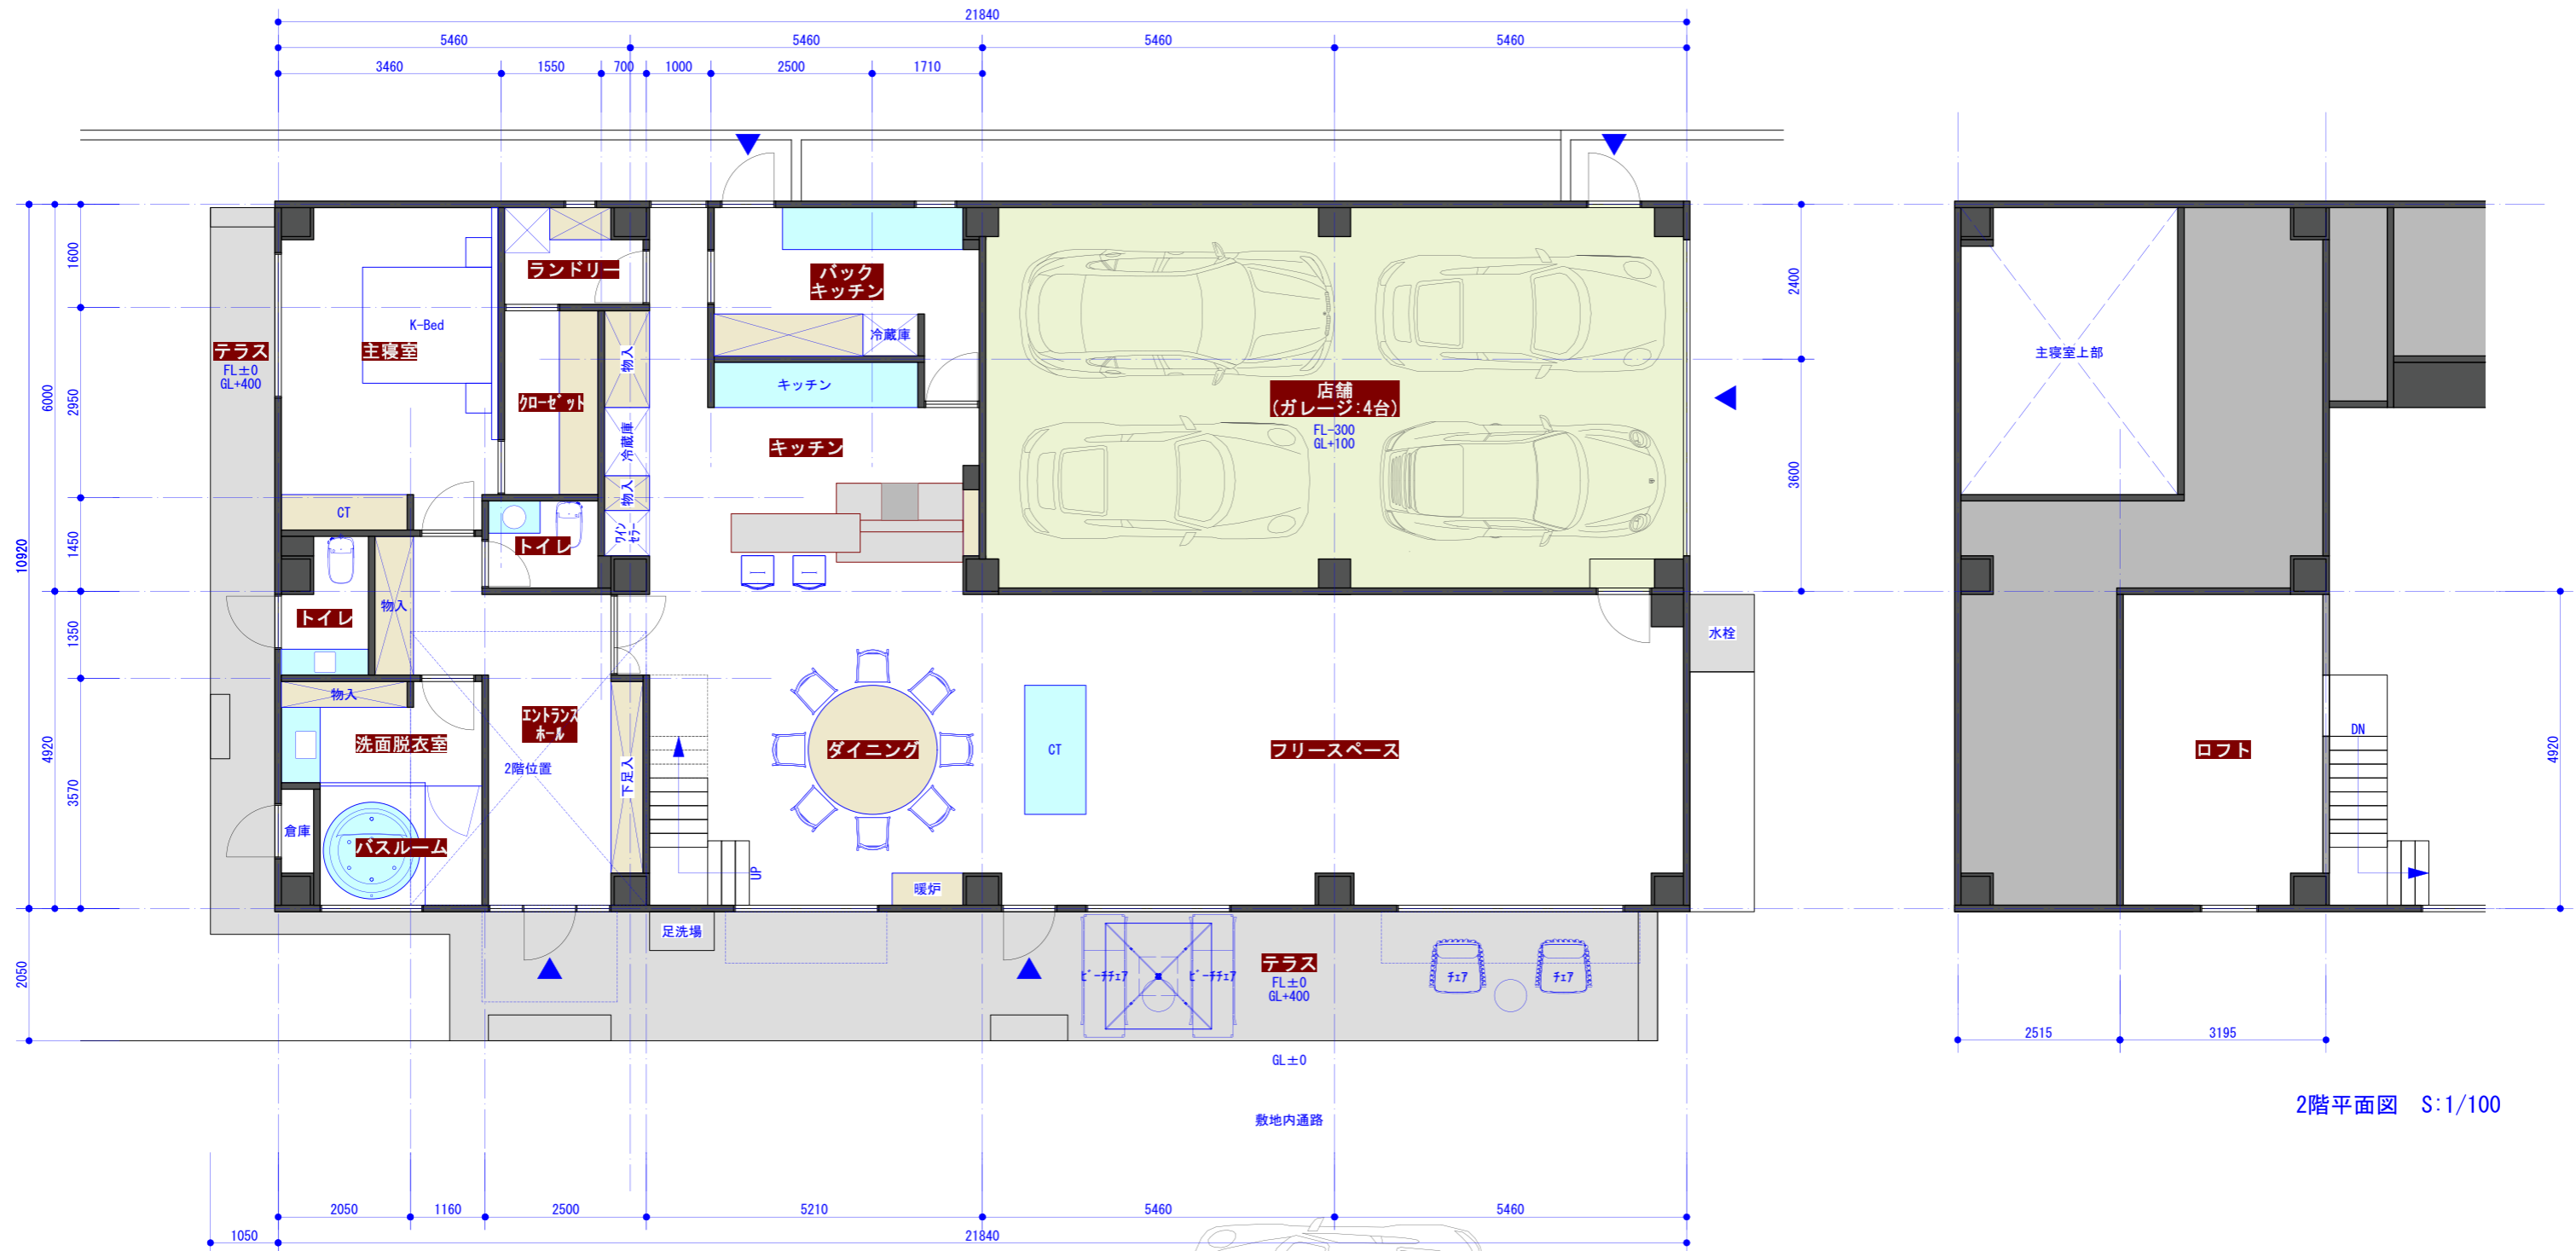 21840
5460
5460
5460
5460
3460
1550
700
1000
2500
1710
1600
2950
1450
1350
3570
6000
4920
10920
2050
2400
3600
テラス
FL±0
GL+400
主寝室
K-Bed
CT
ランドリー
クローゼット
物入
冷蔵庫
物入
ワイン
セラー
バック
キッチン
冷蔵庫
キッチン
キッチン
店舗
(ガレージ:4台)
FL-300
GL+100
トイレ
トイレ
物入
物入
洗面脱衣室
エントランス
ホール
2階位置
下足入
倉庫
バスルーム
UP
ダイニング
CT
フリースペース
暖炉
水栓
足洗場
ビーチチェア
ビーチチェア
テラス
FL±0
GL+400
チェア
チェア
GL±0
敷地内通路
2050
1160
2500
5210
5460
5460
1050
21840
主寝室上部
ロフト
DN
4920
2515
3195
2階平面図 S:1/100